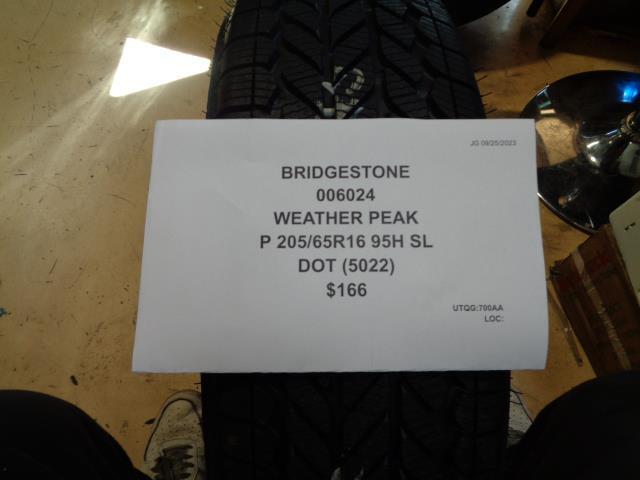 JG 09/25/2023
BRIDGESTONE
006024
WEATHER PEAK
P 205/65R16 95H SL
DOT (5022)
$166
UTQG:700AA
LOC: